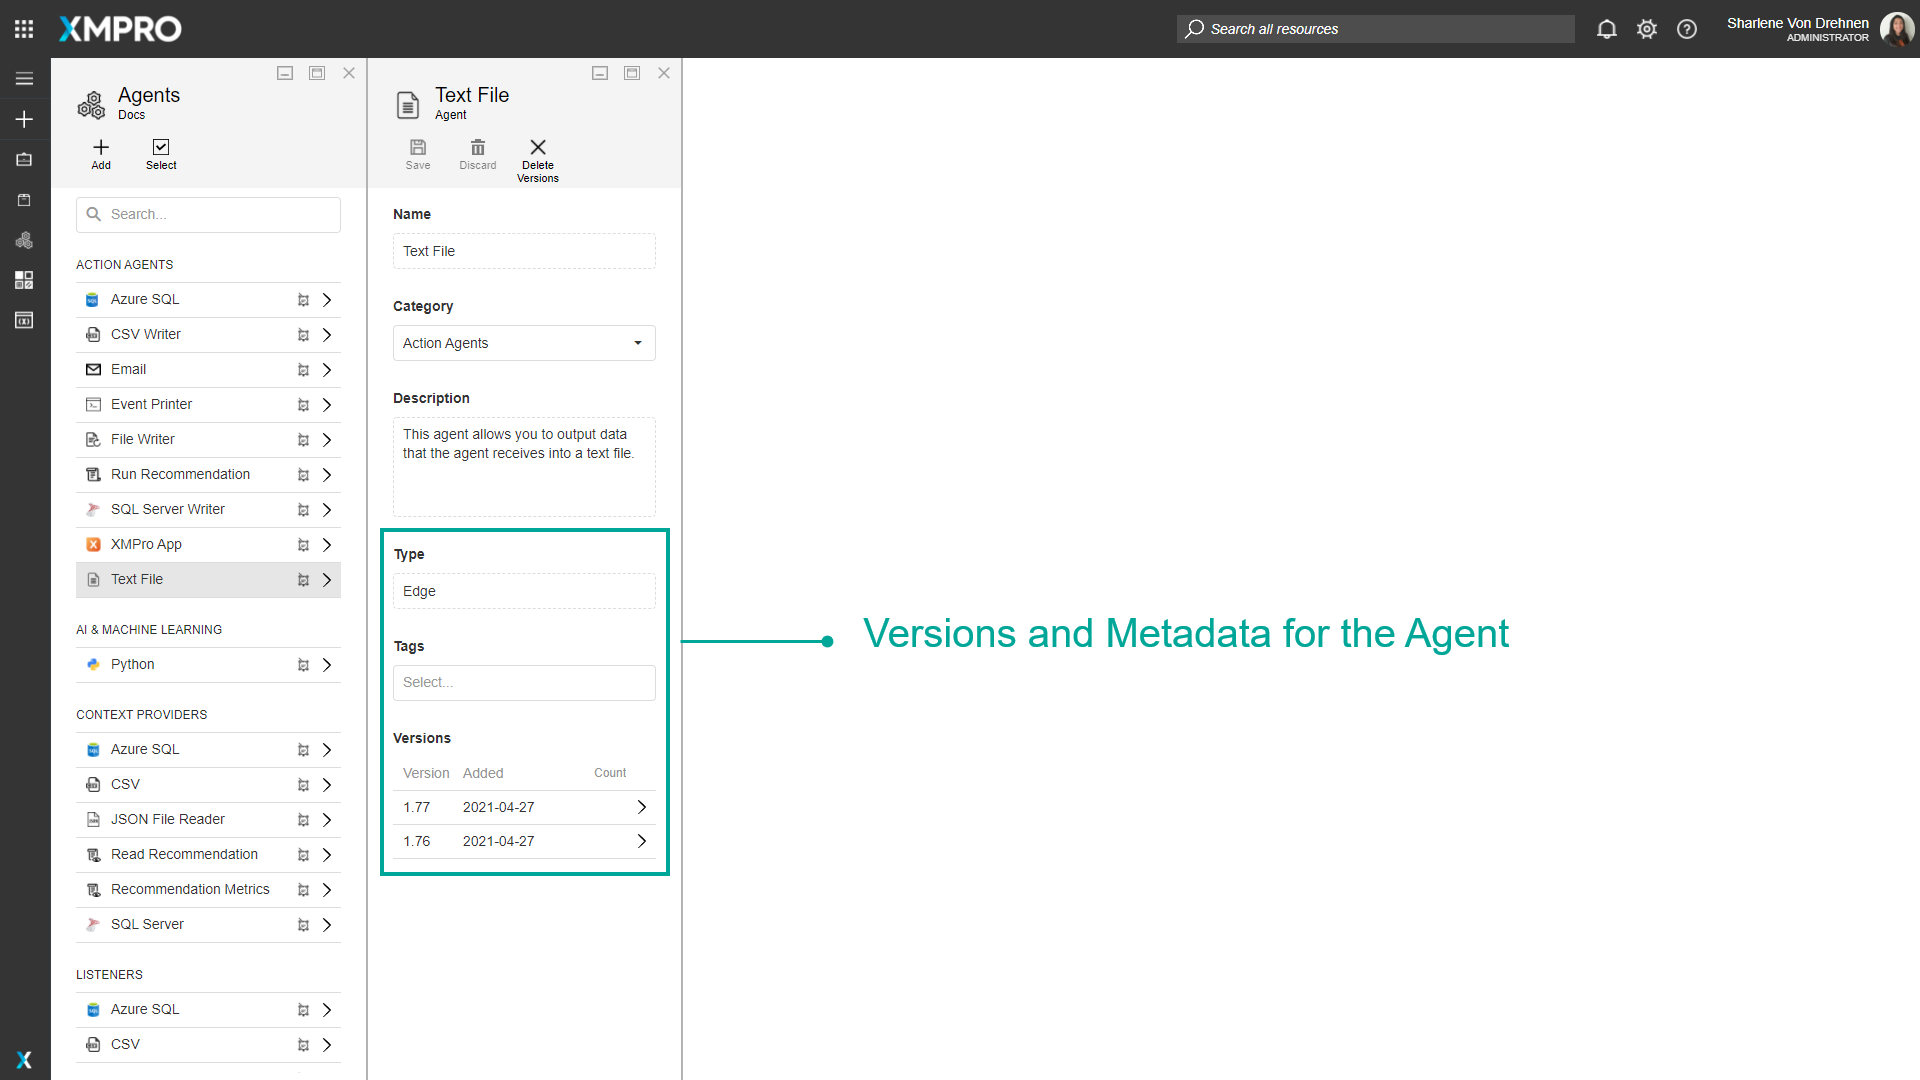 XMPRO
Search all resources
Sharlene Von Drehnen
ADMINISTRATOR
Agents
Docs
Add
Select
Search...
ACTION AGENTS
Azure SQL
CSV Writer
Email
Event Printer
File Writer
Run Recommendation
SQL Server Writer
XMPro App
Text File
AI & MACHINE LEARNING
Python
CONTEXT PROVIDERS
Azure SQL
CSV
JSON File Reader
Read Recommendation
Recommendation Metrics
SQL Server
LISTENERS
Azure SQL
CSV
Text File
Agent
Save
Discard
Delete
Versions
Name
Text File
Category
Action Agents
Description
This agent allows you to output data
that the agent receives into a text file.
Type
Edge
Tags
Select...
Versions
Version Added Count
1.77 2021-04-27
1.76 2021-04-27
Versions and Metadata for the Agent